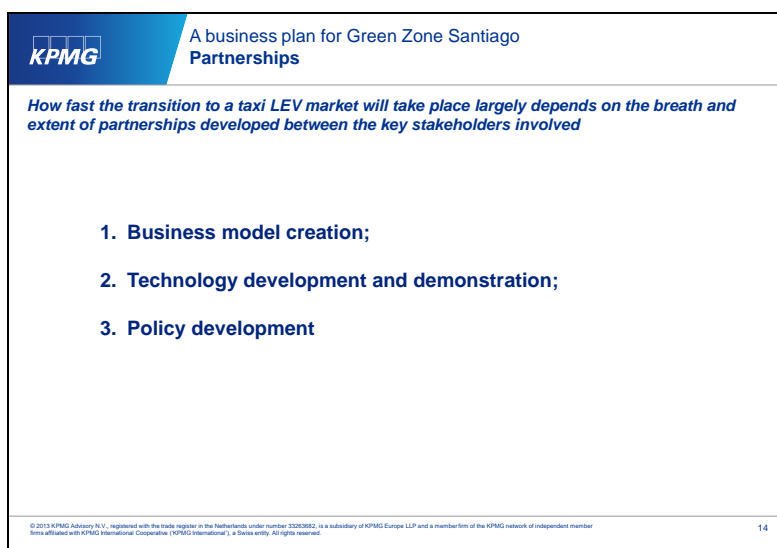 KPMG
A business plan for Green Zone Santiago
Partnerships
How fast the transition to a taxi LEV market will take place largely depends on the breath and
extent of partnerships developed between the key stakeholders involved
1. Business model creation;
2. Technology development and demonstration;
3. Policy development
© 2013 KPMG Advisory N.V., registered with the trade register in the Netherlands under number 33263682, is a subsidiary of KPMG Europe LLP and a member firm of the KPMG network of independent member
firms affiliated with KPMG International Cooperative ('KPMG International'), a Swiss entity. All rights reserved.
14